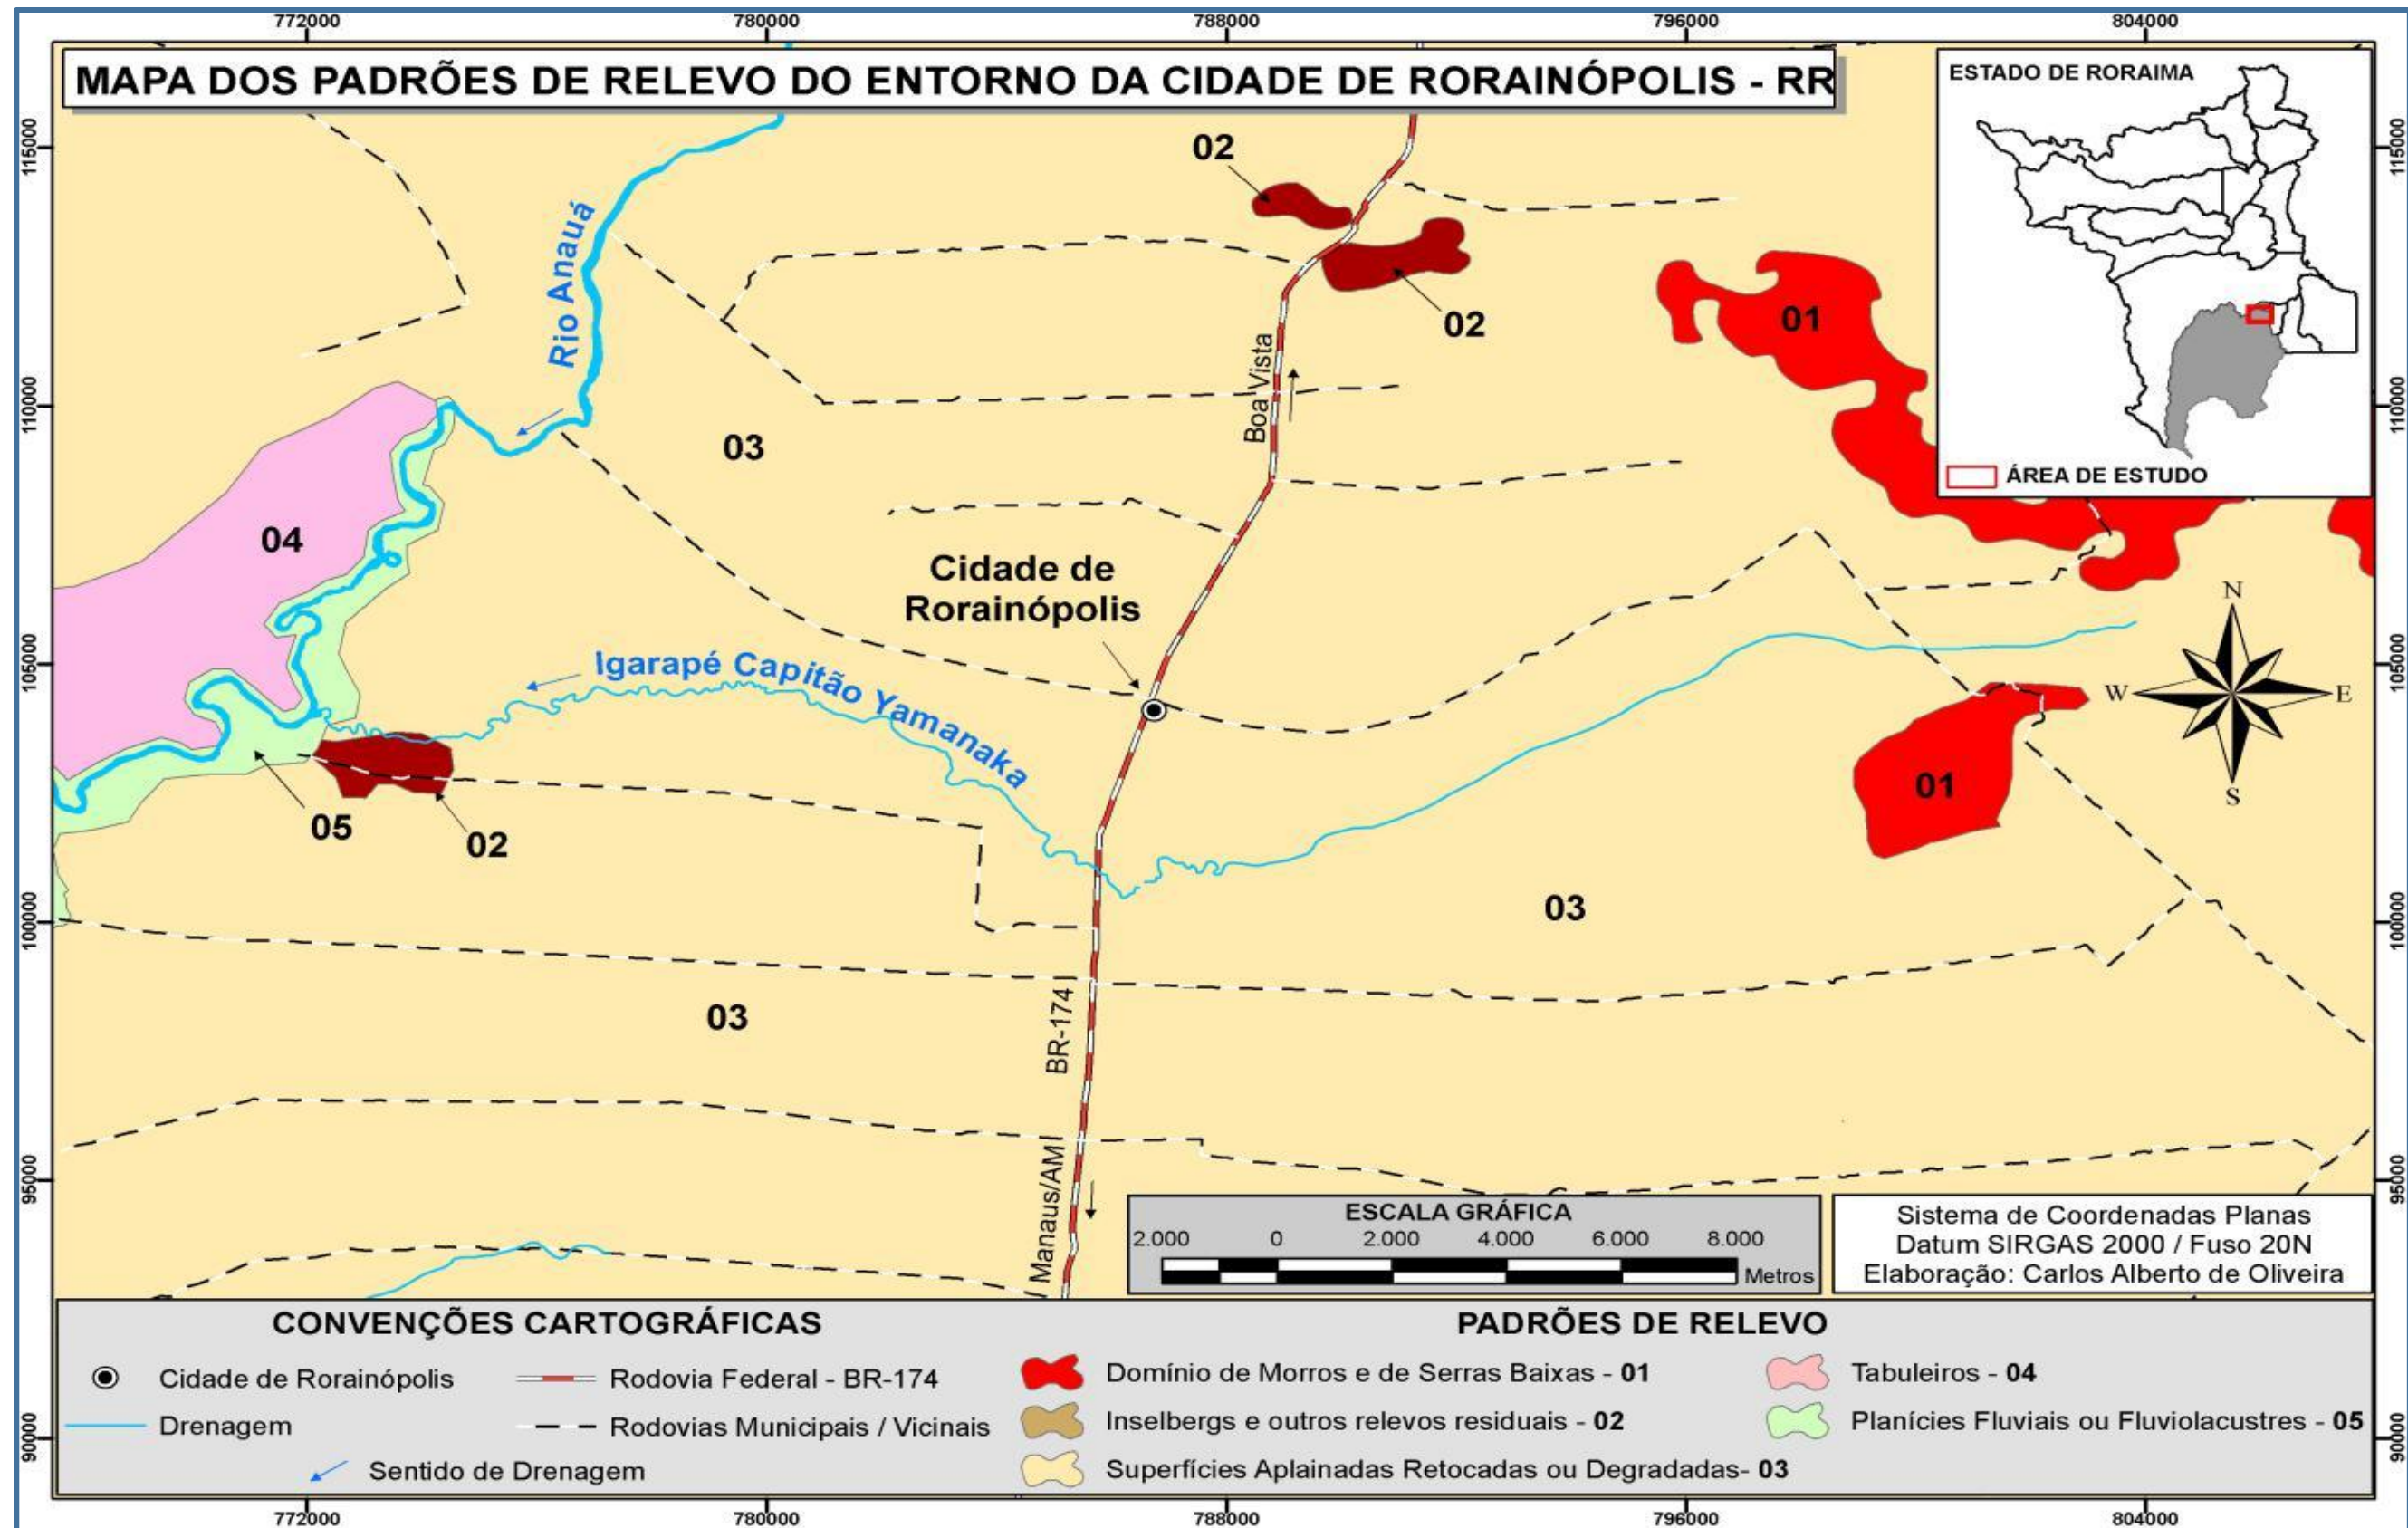 772000
780000
788000
796000
804000
MAPA DOS PADRÕES DE RELEVO DO ENTORNO DA CIDADE DE RORAINÓPOLIS - RR
ESTADO DE RORAIMA
ÁREA DE ESTUDO
115000
115000
110000
110000
105000
105000
100000
100000
95000
95000
90000
90000
02
02
01
Rio Anauá
Boa Vista
03
04
Cidade de
Rorainópolis
Igarapé Capitão Yamanaka
N
W
E
S
01
05
02
03
03
BR-174
Manaus/AM
ESCALA GRÁFICA
2.000
0
2.000
4.000
6.000
8.000
Metros
Sistema de Coordenadas Planas
Datum SIRGAS 2000 / Fuso 20N
Elaboração: Carlos Alberto de Oliveira
CONVENÇÕES CARTOGRÁFICAS
Cidade de Rorainópolis
Rodovia Federal - BR-174
Drenagem
Rodovias Municipais / Vicinais
Sentido de Drenagem
PADRÕES DE RELEVO
Domínio de Morros e de Serras Baixas - 01
Tabuleiros - 04
Inselbergs e outros relevos residuais - 02
Planícies Fluviais ou Fluviolacustres - 05
Superfícies Aplainadas Retocadas ou Degradadas- 03
772000
780000
788000
796000
804000